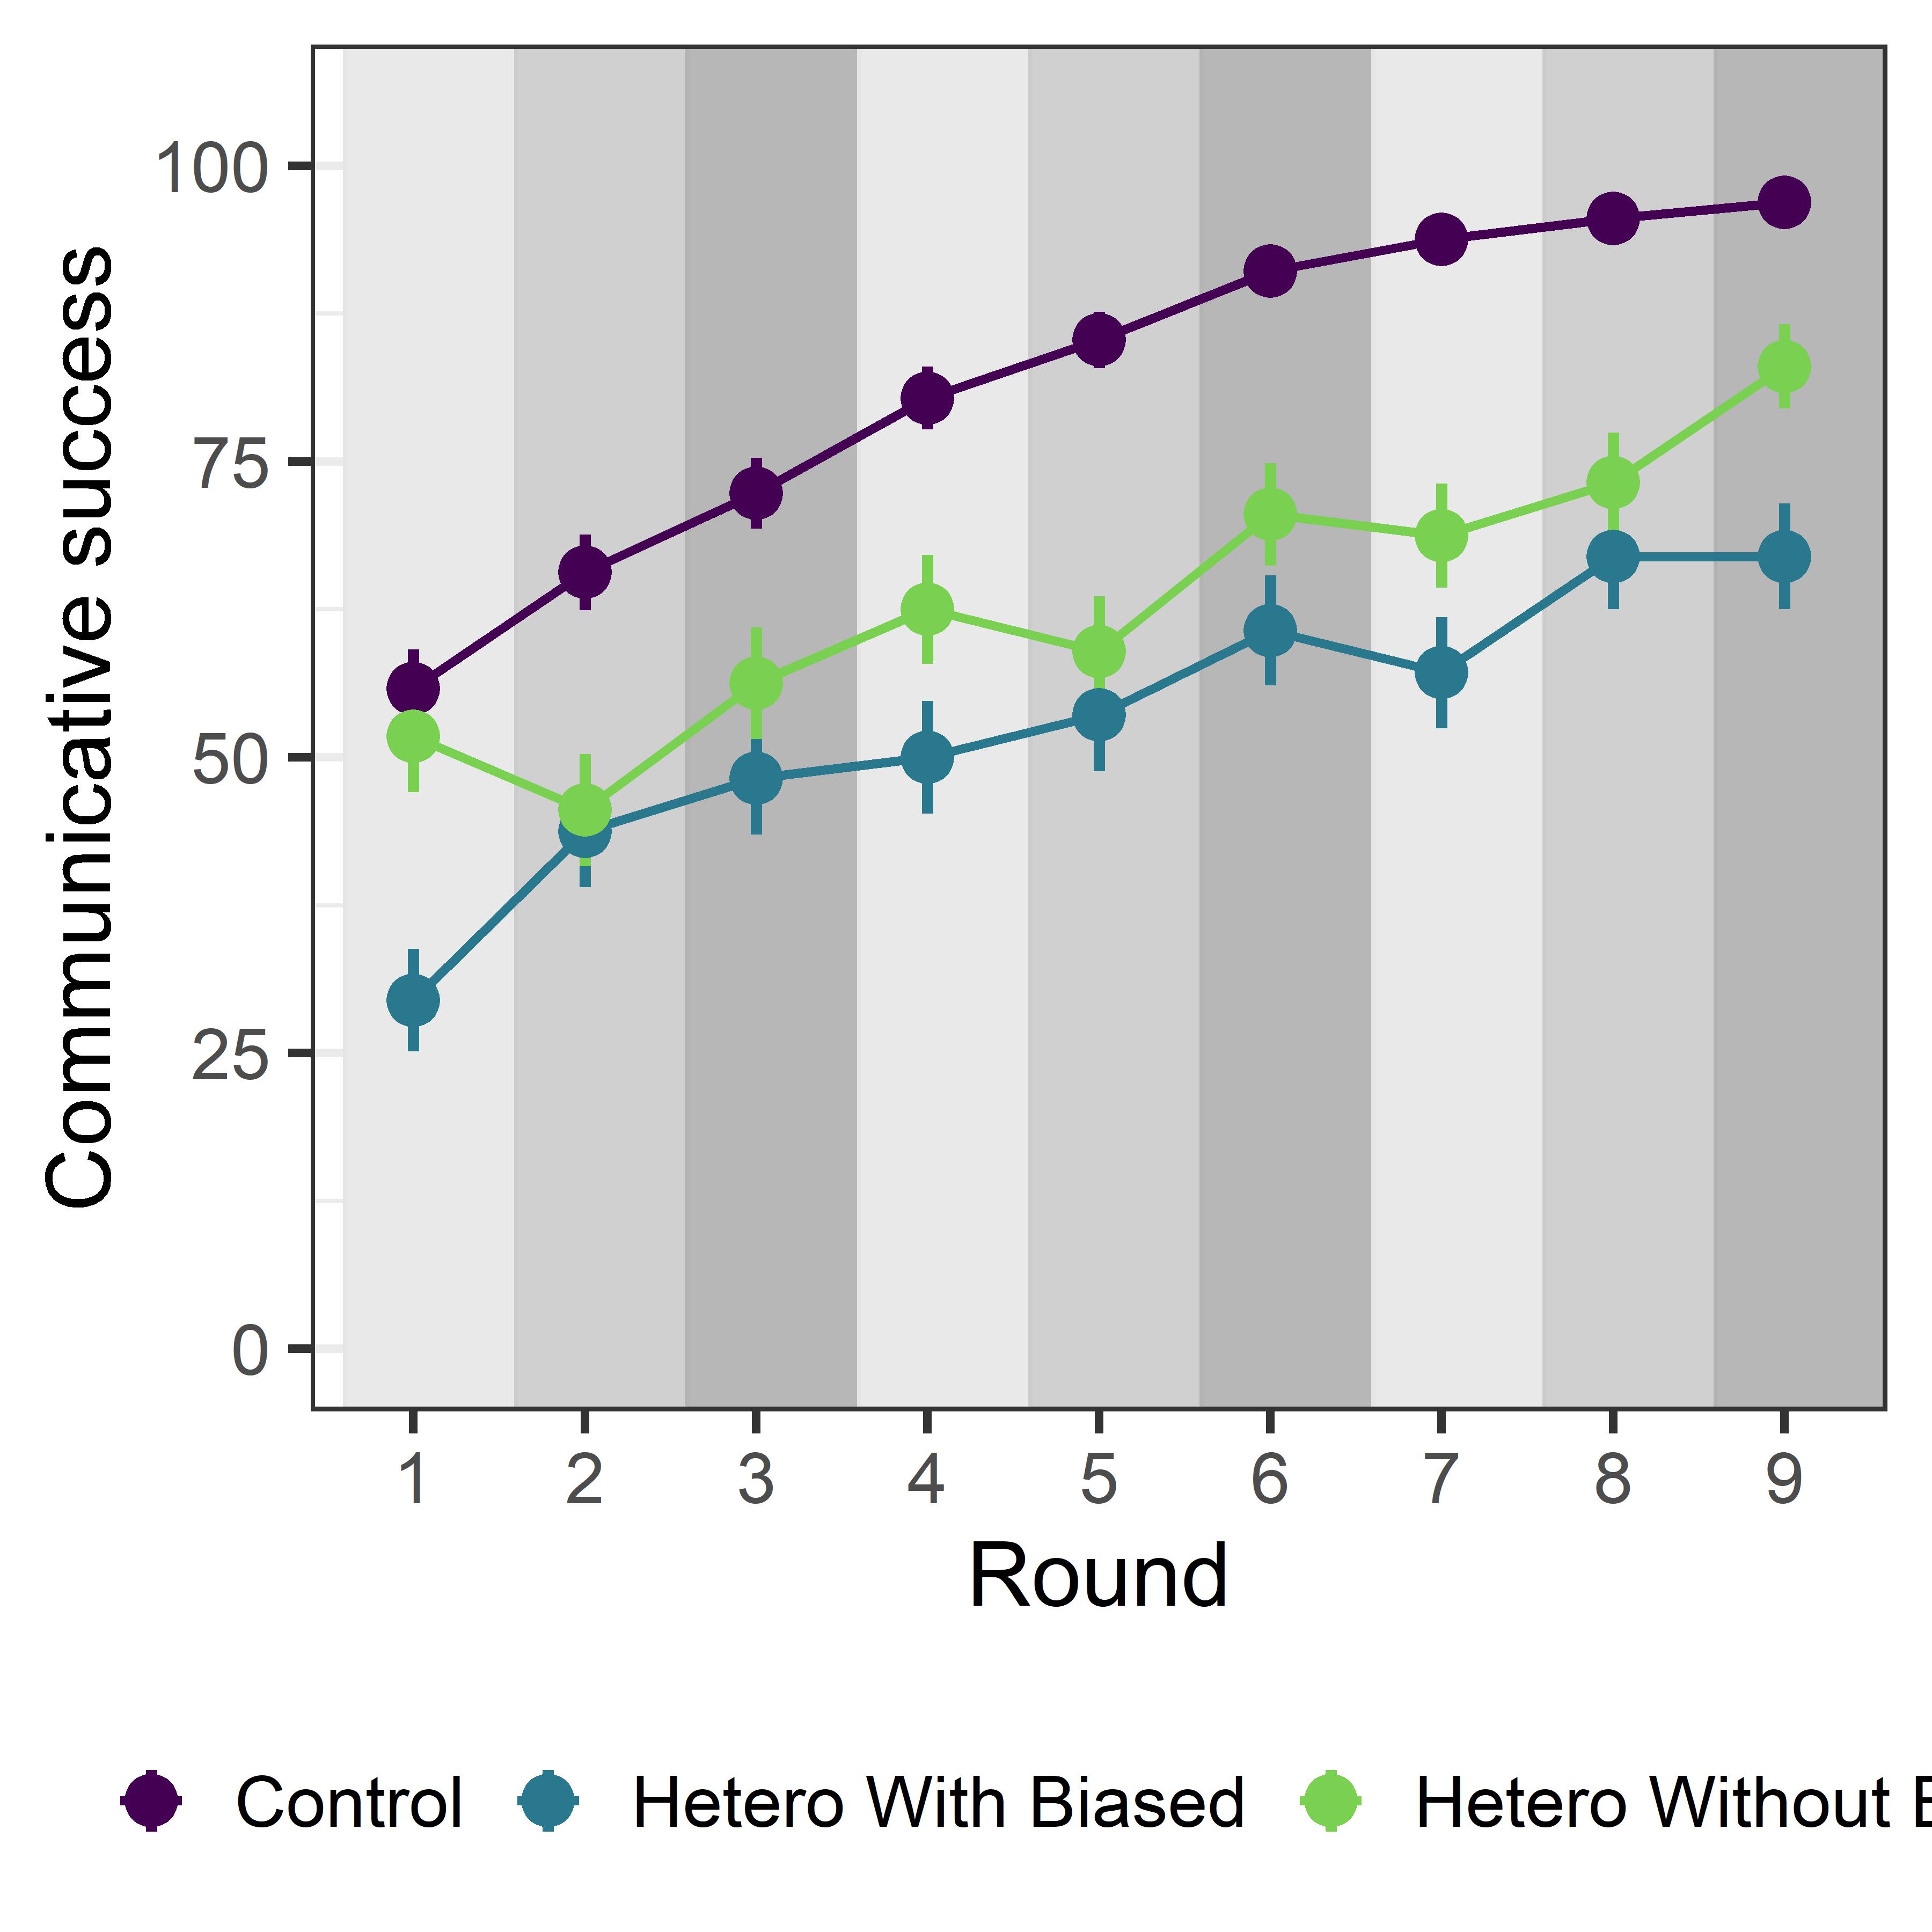 Communicative success
100
75
50
25
0
1 2 3 4 5 6 7 8 9
Round
Control Hetero With Biased Hetero Without